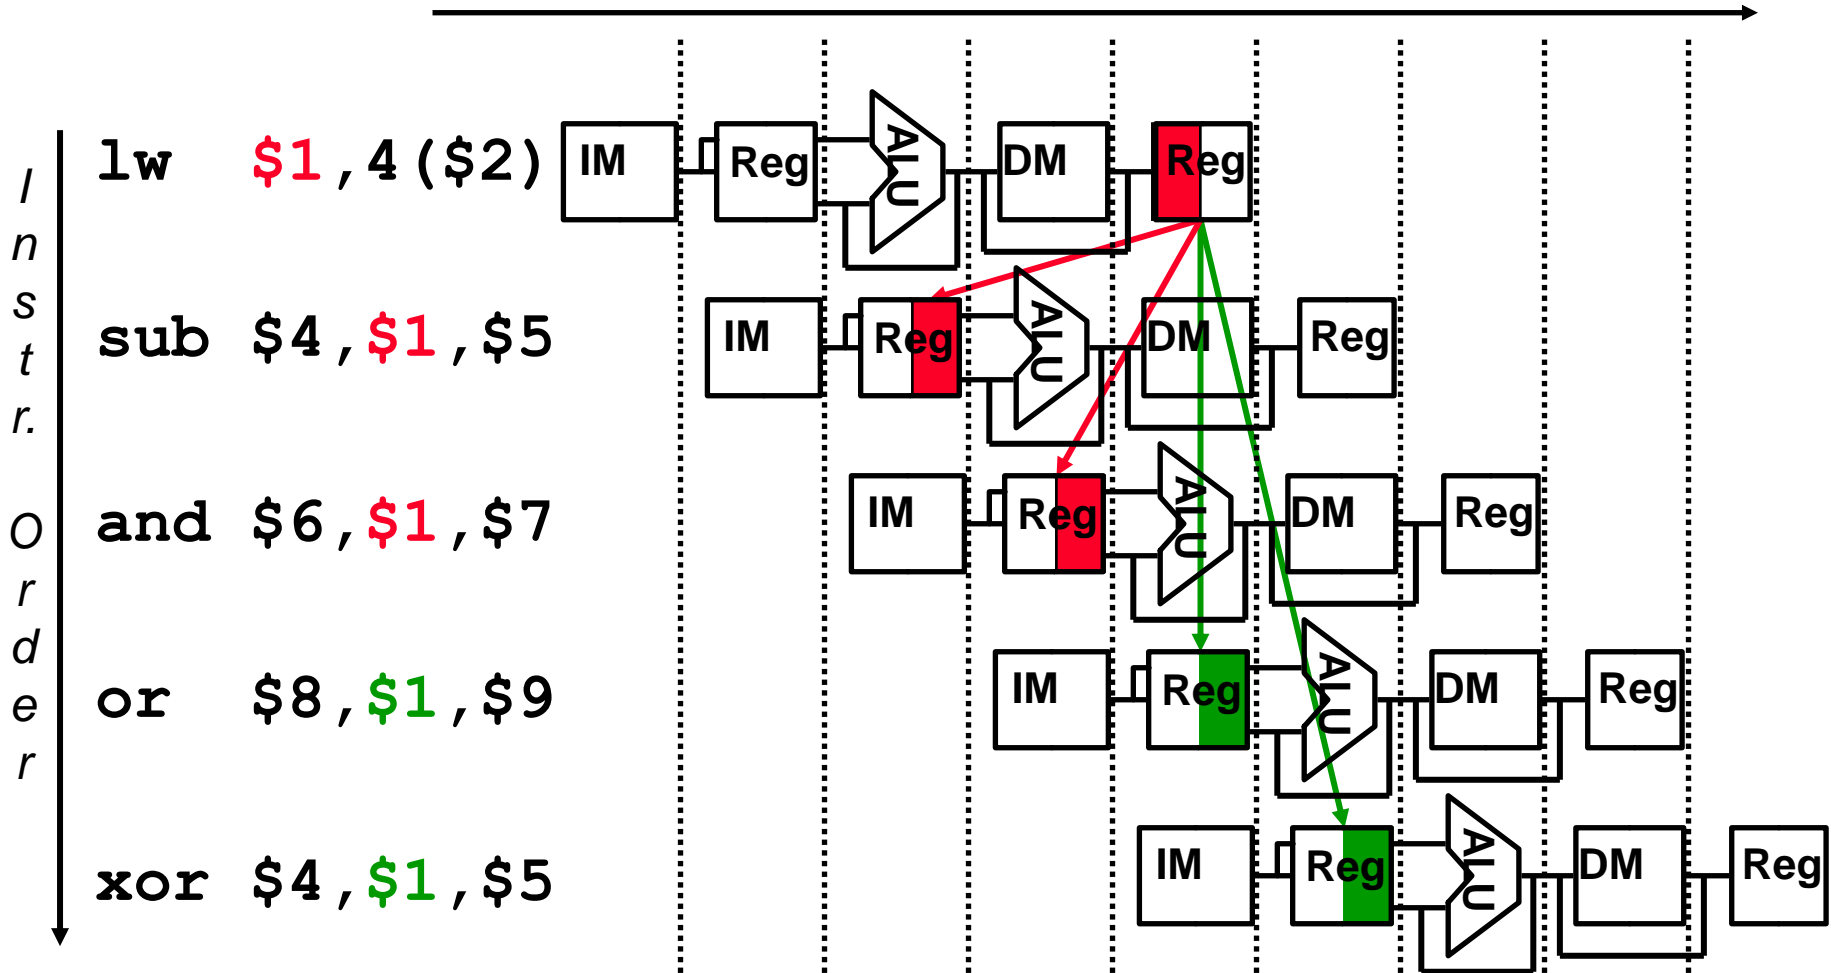 Instr. Order
lw $1,4($2) IM Reg ALU DM Reg
sub $4,$1,$5 IM Reg ALU DM Reg
and $6,$1,$7 IM Reg ALU DM Reg
or $8,$1,$9 IM Reg ALU DM Reg
xor $4,$1,$5 IM Reg ALU DM Reg